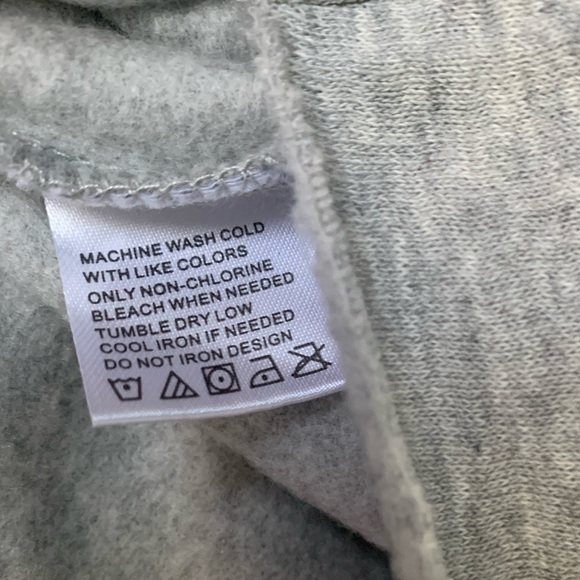 MACHINE WASH COLD
WITH LIKE COLORS
ONLY NON-CHLORINE
BLEACH WHEN NEEDED
TUMBLE DRY LOW
COOL IRON IF NEEDED
DO NOT IRON DESIGN